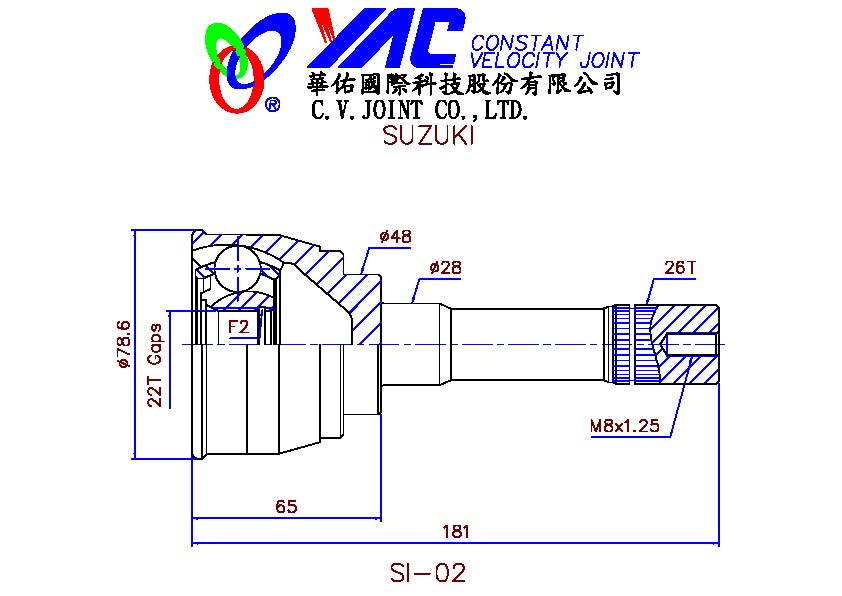 YAC CONSTANT
VELOCITY JOINT
®
華佑國際科技股份有限公司
C.V.JOINT CO.,LTD.
SUZUKI
ø48
ø28
26T
F2
ø78.6
22T Gaps
M8x1.25
65
181
SI-02